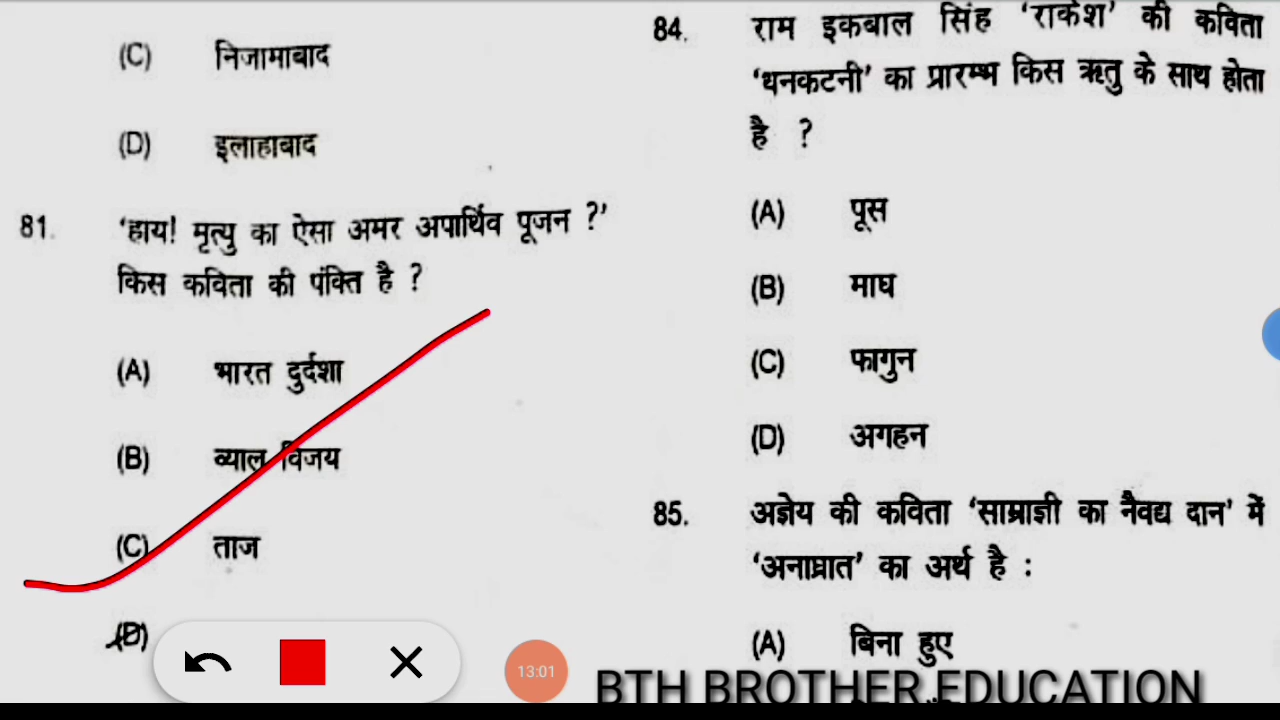 (C) निजामाबाद
(D) इलाहाबाद
81. 'हाय! मृत्यु का ऐसा अमर अपार्थिव पूजन ?'
किस कविता की पंक्ति है ?
(A) भारत दुर्दशा
(B) व्याल विजय
(C) ताज
(D)
84. राम इकबाल सिंह 'राकेश' की कविता
'धनकटनी' का प्रारम्भ किस ऋतु के साथ होता
है ?
(A) पूस
(B) माघ
(C) फागुन
(D) अगहन
85. अज्ञेय की कविता 'साम्राज्ञी का नैवद्य दान' में
'अनाघ्रात' का अर्थ है :
(A) बिना हुए
13:01
BTH BROTHER EDUCATION